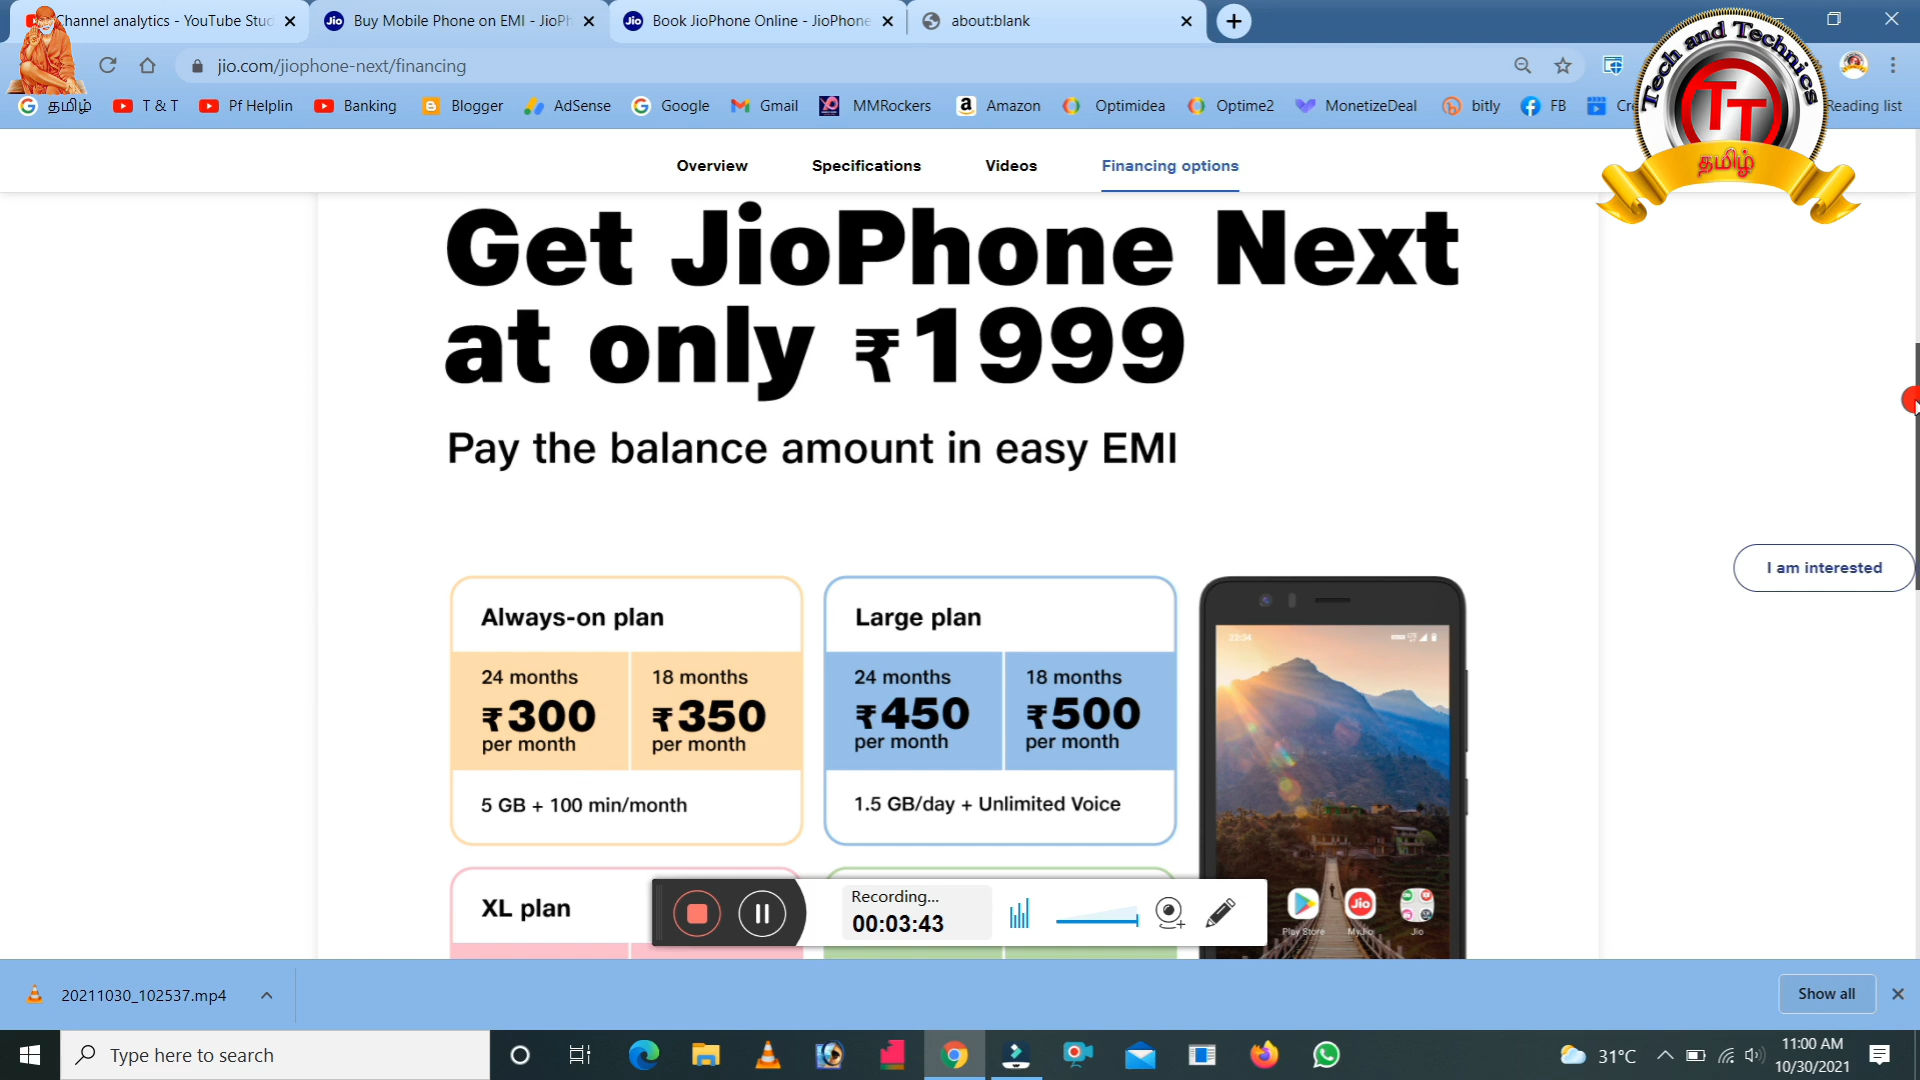 Channel analytics - YouTube Stud
Buy Mobile Phone on EMI - JioPh
Book JioPhone Online - JioPhone
about:blank
jio.com/jiophone-next/financing
தமிழ்
T & T
Pf Helplin
Banking
Blogger
AdSense
Google
Gmail
MMRockers
Amazon
Optimidea
Optime2
MonetizeDeal
bitly
FB
Cr
Reading list
Tech and Technics
TT
தமிழ்
Overview
Specifications
Videos
Financing options
Get JioPhone Next
at only ₹1999
Pay the balance amount in easy EMI
I am interested
Always-on plan
24 months
₹300
per month
18 months
₹350
per month
5 GB + 100 min/month
Large plan
24 months
₹450
per month
18 months
₹500
per month
1.5 GB/day + Unlimited Voice
XL plan
23:34
Play Store
MyJio
Jio
Recording...
00:03:43
20211030_102537.mp4
Show all
Type here to search
31°C
11:00 AM
10/30/2021